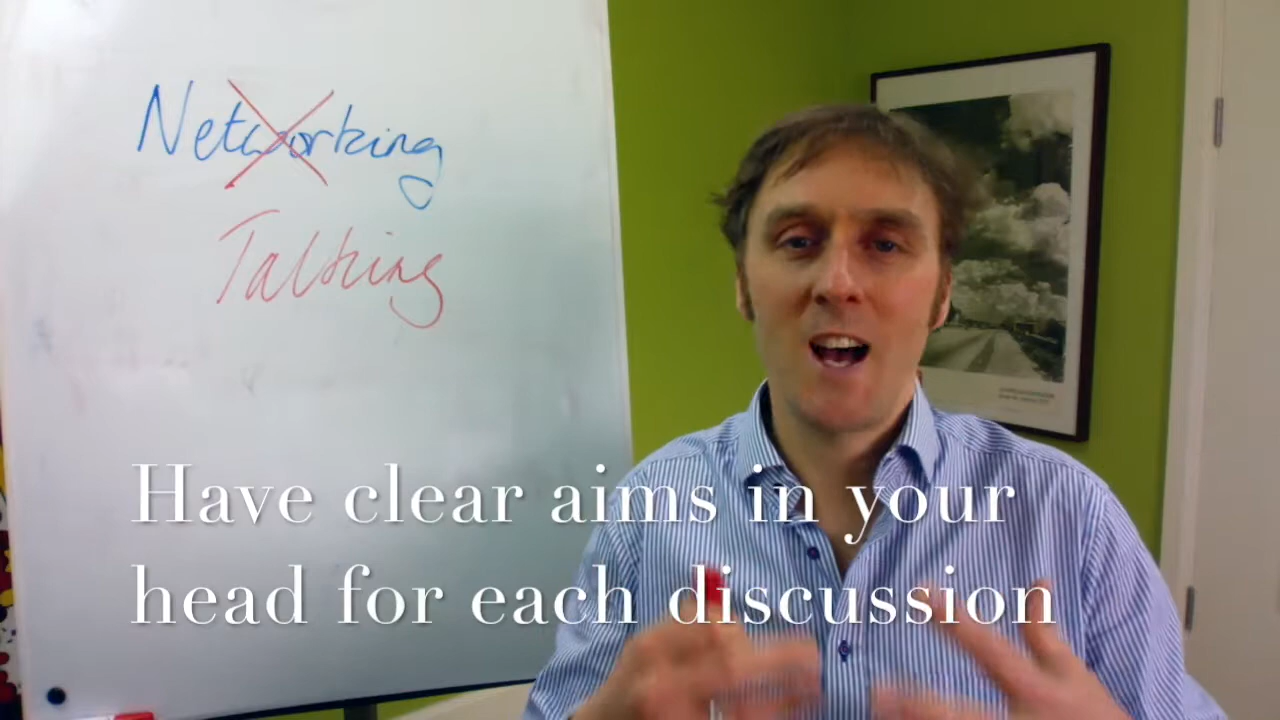 Networking
Talking
Have clear aims in your
head for each discussion